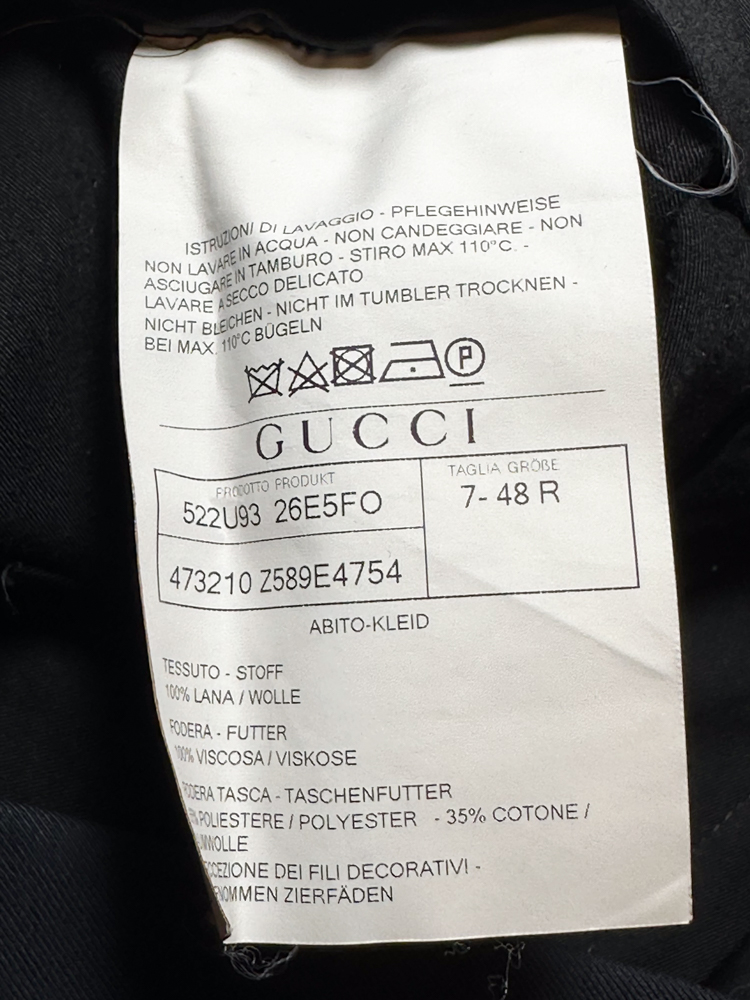 ISTRUZIONI DI LAVAGGIO - PFLEGEHINWEISE
NON LAVARE IN ACQUA - NON CANDEGGIARE - NON
ASCIUGARE IN TAMBURO - STIRO MAX 110°C. -
LAVARE A SECCO DELICATO
NICHT BLEICHEN - NICHT IM TUMBLER TROCKNEN -
BEI MAX. 110°C BÜGELN
P
GUCCI
PRODOTTO PRODUKT
TAGLIA GRÖßE
522U93 26E5FO
7- 48 R
473210 Z589E4754
ABITO-KLEID
TESSUTO - STOFF
100% LANA / WOLLE
FODERA - FUTTER
100% VISCOSA / VISKOSE
FODERA TASCA - TASCHENFUTTER
POLIESTERE / POLYESTER - 35% COTONE /
DEI FILI DECORATIVI -
ZIERFÄDEN